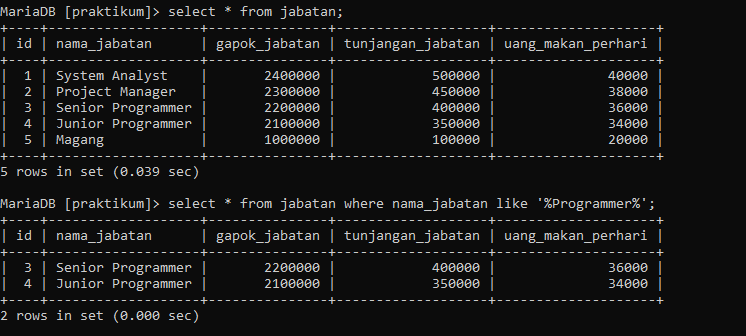 MariaDB [praktikum]> select * from jabatan;
+----+-------------------+---------------+-------------------+--------------------+
| id | nama_jabatan      | gapok_jabatan | tunjangan_jabatan | uang_makan_perhari |
+----+-------------------+---------------+-------------------+--------------------+
|  1 | System Analyst    |       2400000 |            500000 |              40000 |
|  2 | Project Manager   |       2300000 |            450000 |              38000 |
|  3 | Senior Programmer |       2200000 |            400000 |              36000 |
|  4 | Junior Programmer |       2100000 |            350000 |              34000 |
|  5 | Magang            |       1000000 |            100000 |              20000 |
+----+-------------------+---------------+-------------------+--------------------+
5 rows in set (0.039 sec)
MariaDB [praktikum]> select * from jabatan where nama_jabatan like '%Programmer%';
+----+-------------------+---------------+-------------------+--------------------+
| id | nama_jabatan      | gapok_jabatan | tunjangan_jabatan | uang_makan_perhari |
+----+-------------------+---------------+-------------------+--------------------+
|  3 | Senior Programmer |       2200000 |            400000 |              36000 |
|  4 | Junior Programmer |       2100000 |            350000 |              34000 |
+----+-------------------+---------------+-------------------+--------------------+
2 rows in set (0.000 sec)